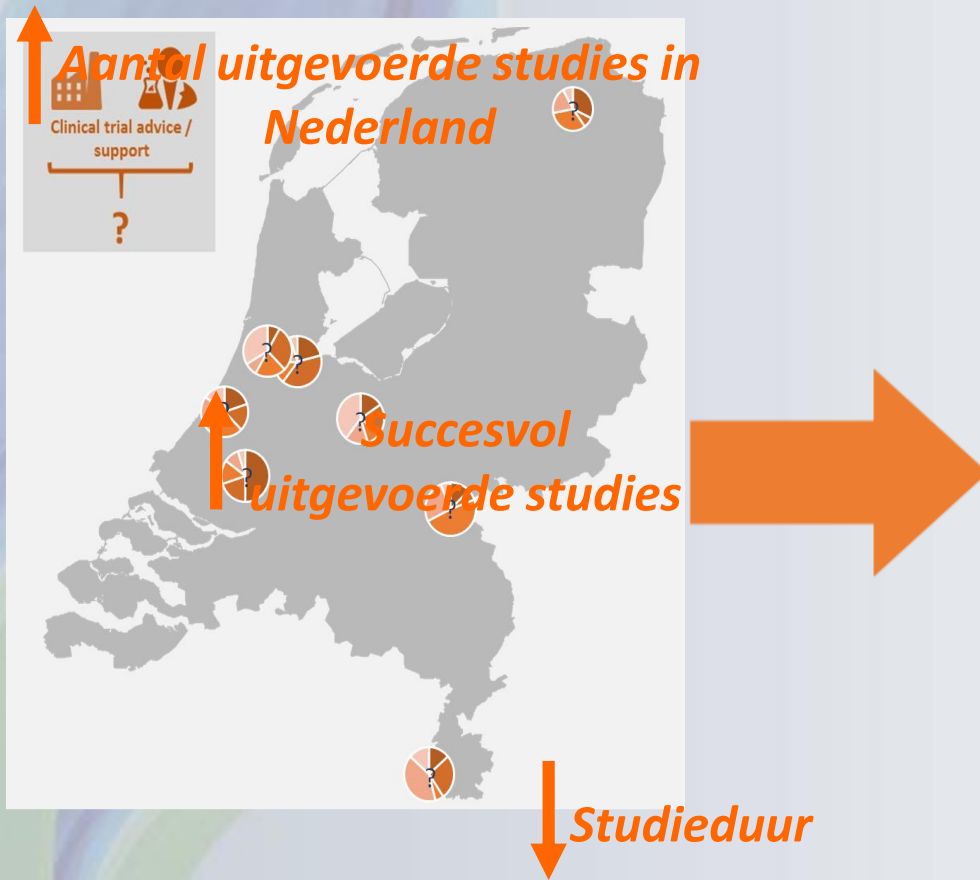 Aantal uitgevoerde studies in
Nederland
Clinical trial advice /
support
?
?
?
?
?
?
Succesvol
uitgevoerde studies
?
?
?
?
Studieduur